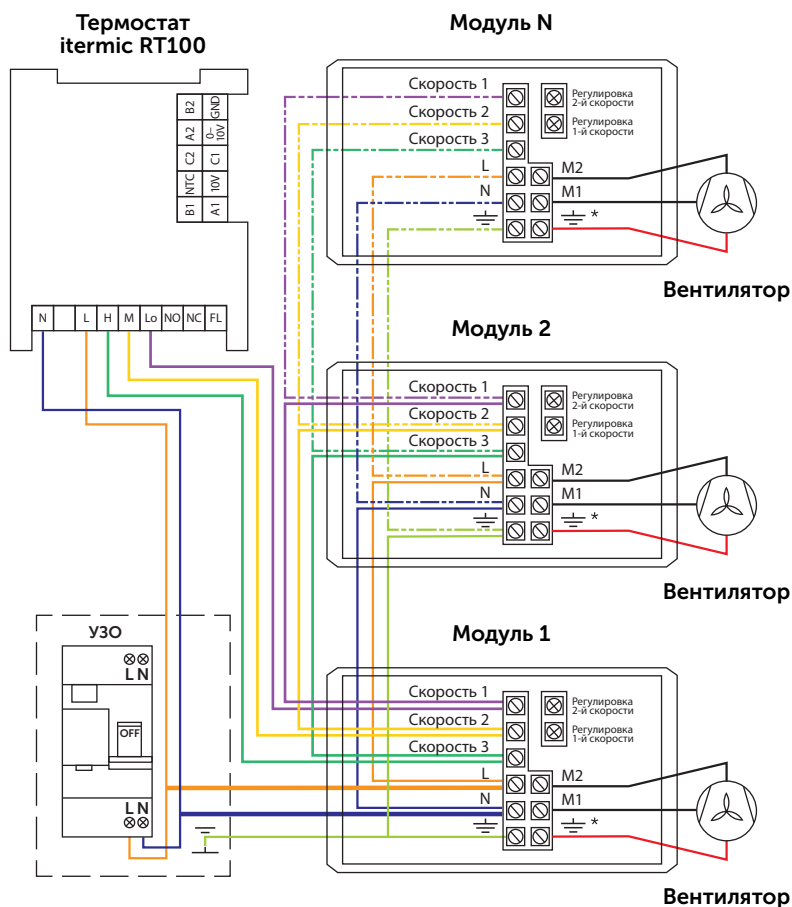 Термостат
itermic RT100
B2
GND
A2
0–
10V
C2
C1
NTC
10V
B1
A1
N
L
H
M
Lo
NO
NC
FL
Модуль N
Скорость 1
Скорость 2
Скорость 3
L
N
Регулировка
2-й скорости
Регулировка
1-й скорости
M2
M1
*
Вентилятор
Модуль 2
Скорость 1
Скорость 2
Скорость 3
L
N
Регулировка
2-й скорости
Регулировка
1-й скорости
M2
M1
*
Вентилятор
УЗО
L N
OFF
L N
Модуль 1
Скорость 1
Скорость 2
Скорость 3
L
N
Регулировка
2-й скорости
Регулировка
1-й скорости
M2
M1
*
Вентилятор